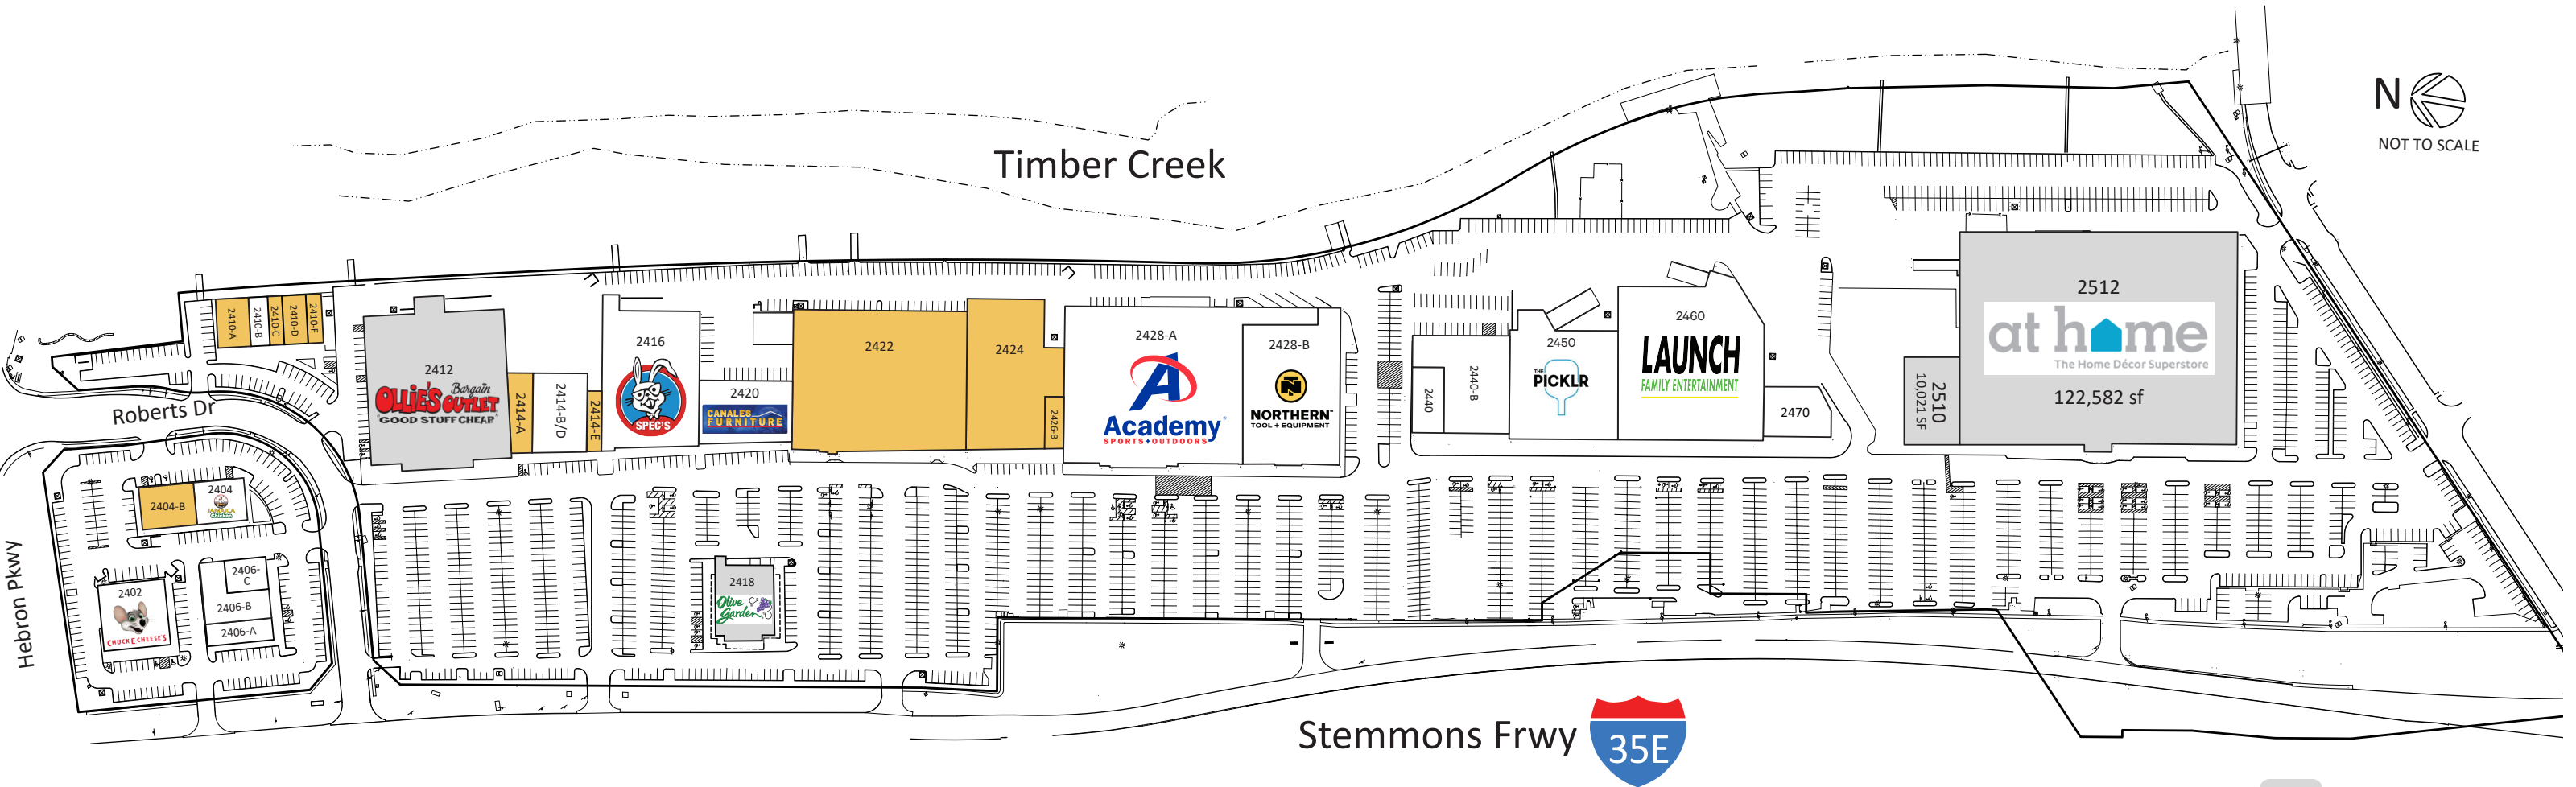 N
NOT TO SCALE
Timber Creek
2410-A
2410-B
2410-C
2410-D
2410-F
2412
OLLIE'S Bargain
OUTLET
"GOOD STUFF CHEAP"
2414-A
2414-B/D
2414-E
2416
SPEC'S
2420
CANALES
FURNITURE
2422
2424
2426-B
2428-A
Academy
SPORTS+OUTDOORS
2428-B
N
NORTHERN™
TOOL + EQUIPMENT
2440
2440-B
2450
THE
PICKLR
2460
LAUNCH
FAMILY ENTERTAINMENT
2470
2510
10,021 SF
2512
at home
The Home Décor Superstore
122,582 sf
Roberts Dr
Hebron Pkwy
2404-B
2404
JAMAICA
Chicken
2402
CHUCK E CHEESE'S
2406-
C
2406-B
2406-A
2418
Olive
Garden
Stemmons Frwy
35E